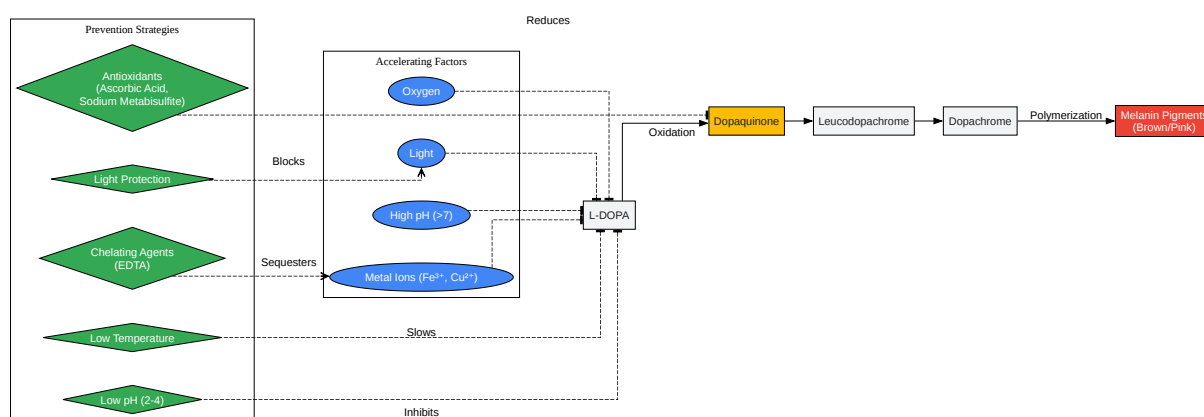 Reduces
Prevention Strategies
Antioxidants
(Ascorbic Acid,
Sodium Metabisulfite)
Light Protection
Chelating Agents
(EDTA)
Low Temperature
Low pH (2-4)
Blocks
Sequesters
Slows
Inhibits
Accelerating Factors
Oxygen
Light
High pH (>7)
Metal Ions (Fe³⁺, Cu²⁺)
L-DOPA
Oxidation
Dopaquinone
Leucodopachrome
Dopachrome
Polymerization
Melanin Pigments
(Brown/Pink)